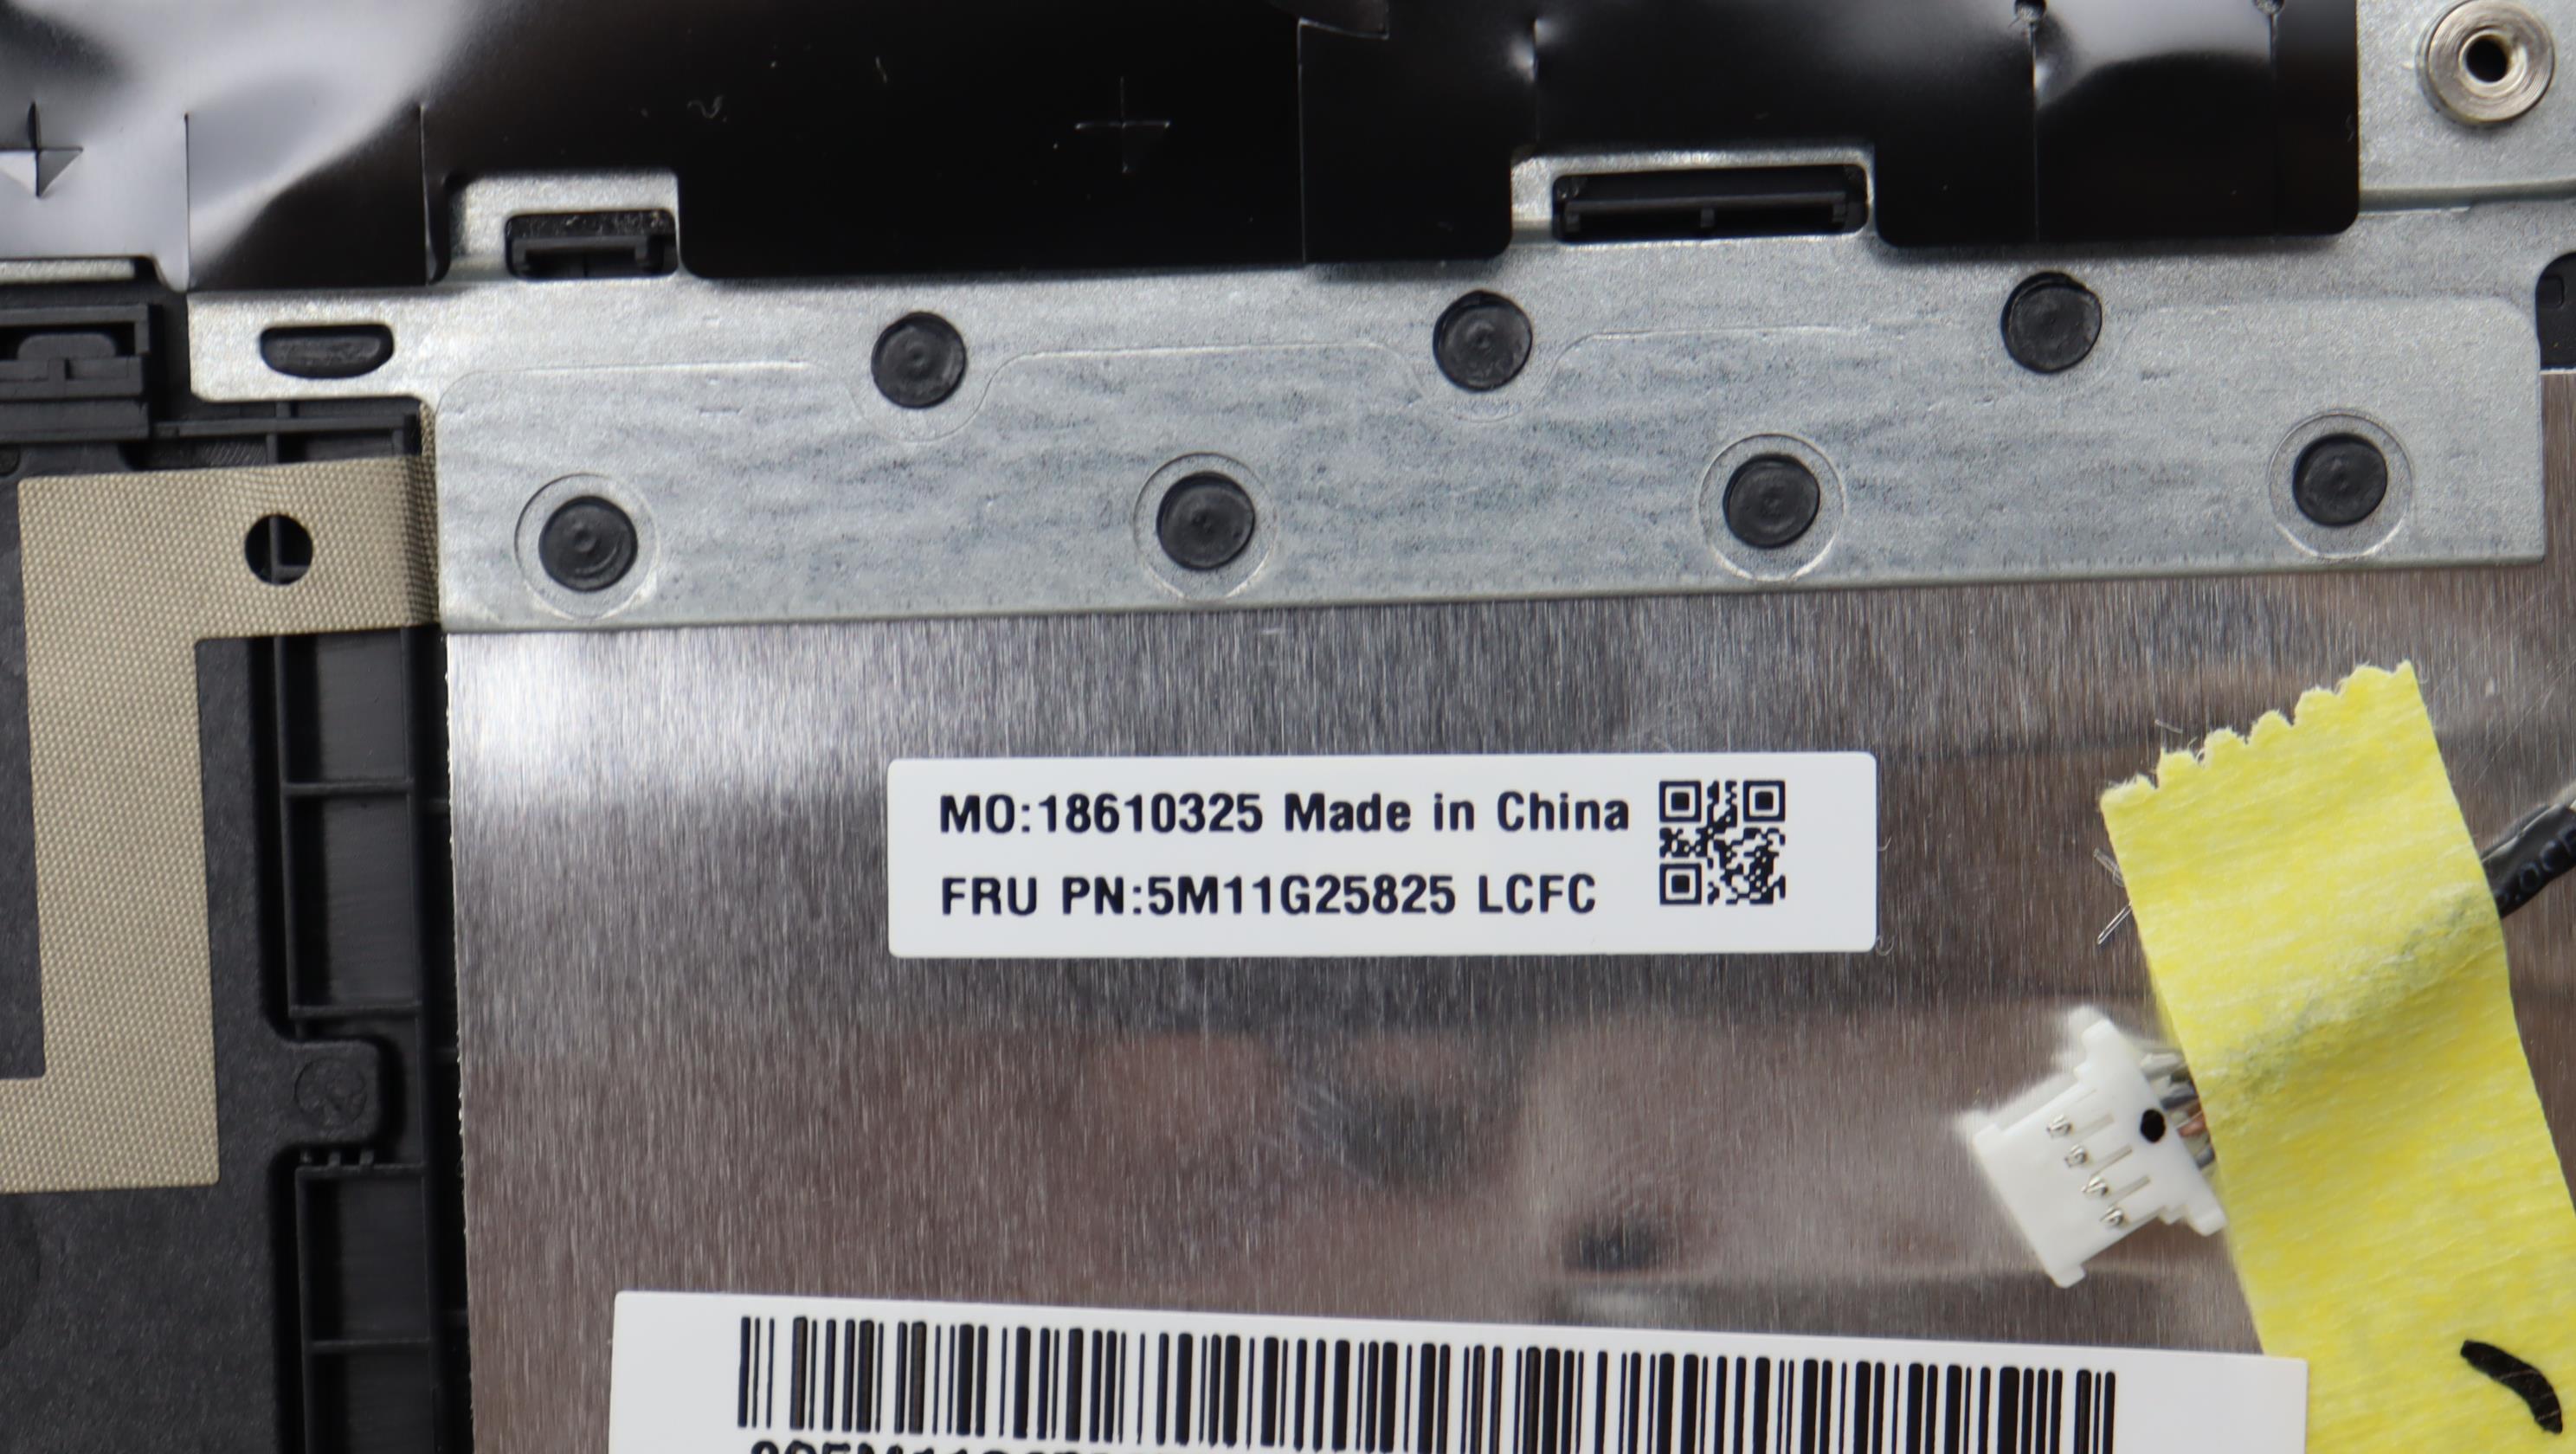 MO:18610325 Made in China
FRU PN:5M11G25825 LCFC